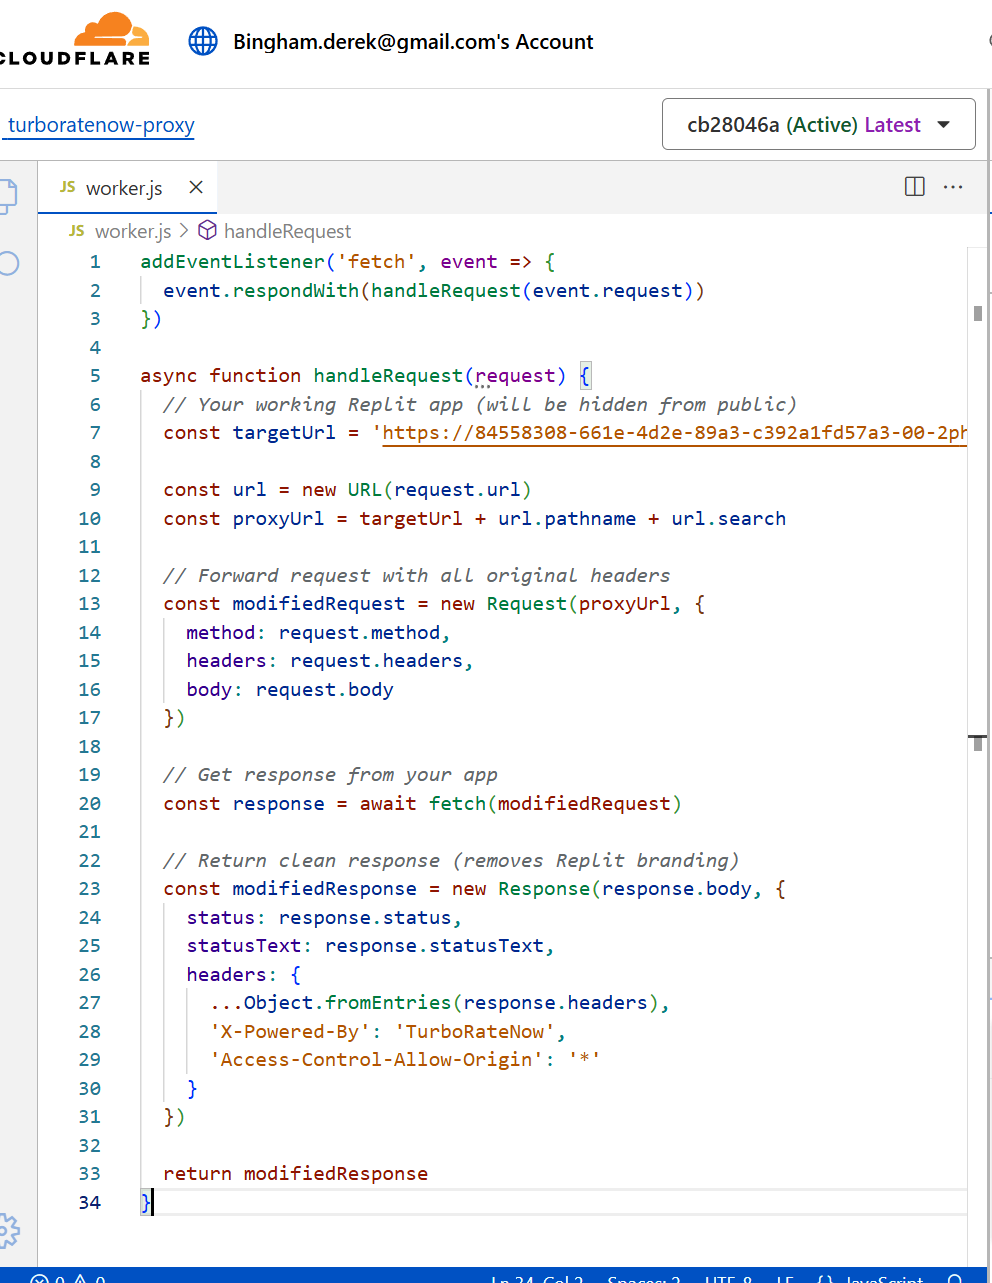 CLOUDFLARE
Bingham.derek@gmail.com's Account
turboratenow-proxy
cb28046a (Active) Latest
JS worker.js
JS worker.js > handleRequest
1 addEventListener('fetch', event => {
2 event.respondWith(handleRequest(event.request))
3 })
4
5 async function handleRequest(request) {
6 // Your working Replit app (will be hidden from public)
7 const targetUrl = 'https://84558308-661e-4d2e-89a3-c392a1fd57a3-00-2ph
8
9 const url = new URL(request.url)
10 const proxyUrl = targetUrl + url.pathname + url.search
11
12 // Forward request with all original headers
13 const modifiedRequest = new Request(proxyUrl, {
14 method: request.method,
15 headers: request.headers,
16 body: request.body
17 })
18
19 // Get response from your app
20 const response = await fetch(modifiedRequest)
21
22 // Return clean response (removes Replit branding)
23 const modifiedResponse = new Response(response.body, {
24 status: response.status,
25 statusText: response.statusText,
26 headers: {
27 ...Object.fromEntries(response.headers),
28 'X-Powered-By': 'TurboRateNow',
29 'Access-Control-Allow-Origin': '*'
30 }
31 })
32
33 return modifiedResponse
34 }
0 0 Ln 34, Col 2 Spaces: 2 UTF-8 LF {} JavaScript